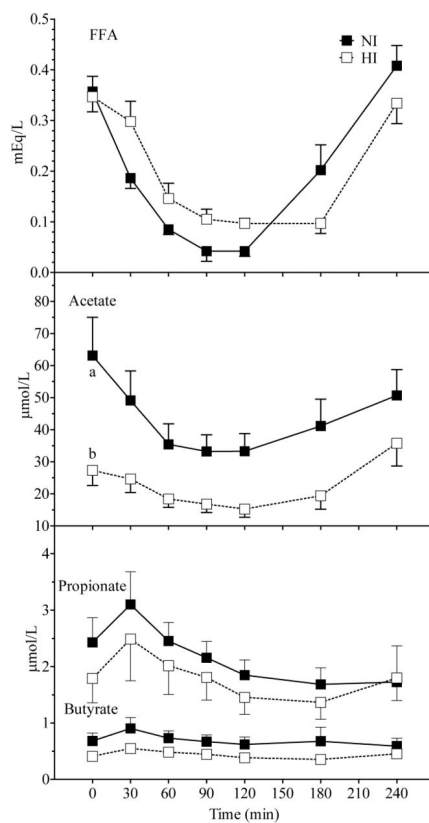 FFA
NI
HI
0.5
0.4
0.3
0.2
0.1
0.0
mEq/L
Acetate
80
70
60
50
40
30
20
10
µmol/L
a
b
4
3
2
1
0
µmol/L
Propionate
Butyrate
0 30 60 90 120 150 180 210 240
Time (min)